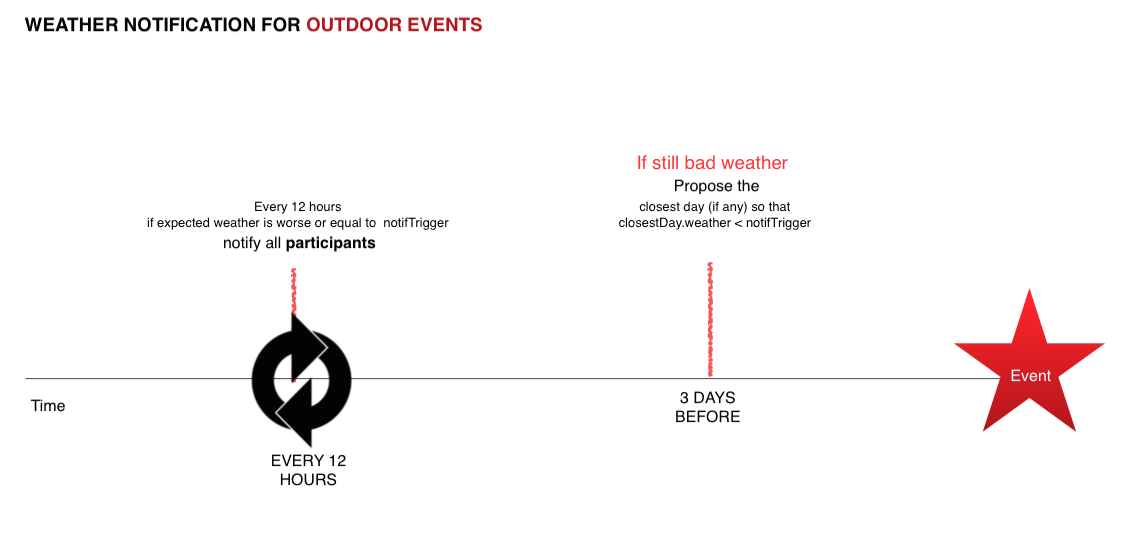 WEATHER NOTIFICATION FOR OUTDOOR EVENTS
If still bad weather
Propose the
closest day (if any) so that
closestDay.weather < notifTrigger
Every 12 hours
if expected weather is worse or equal to  notifTrigger
notify all participants
Event
Time
3 DAYS
BEFORE
EVERY 12
HOURS